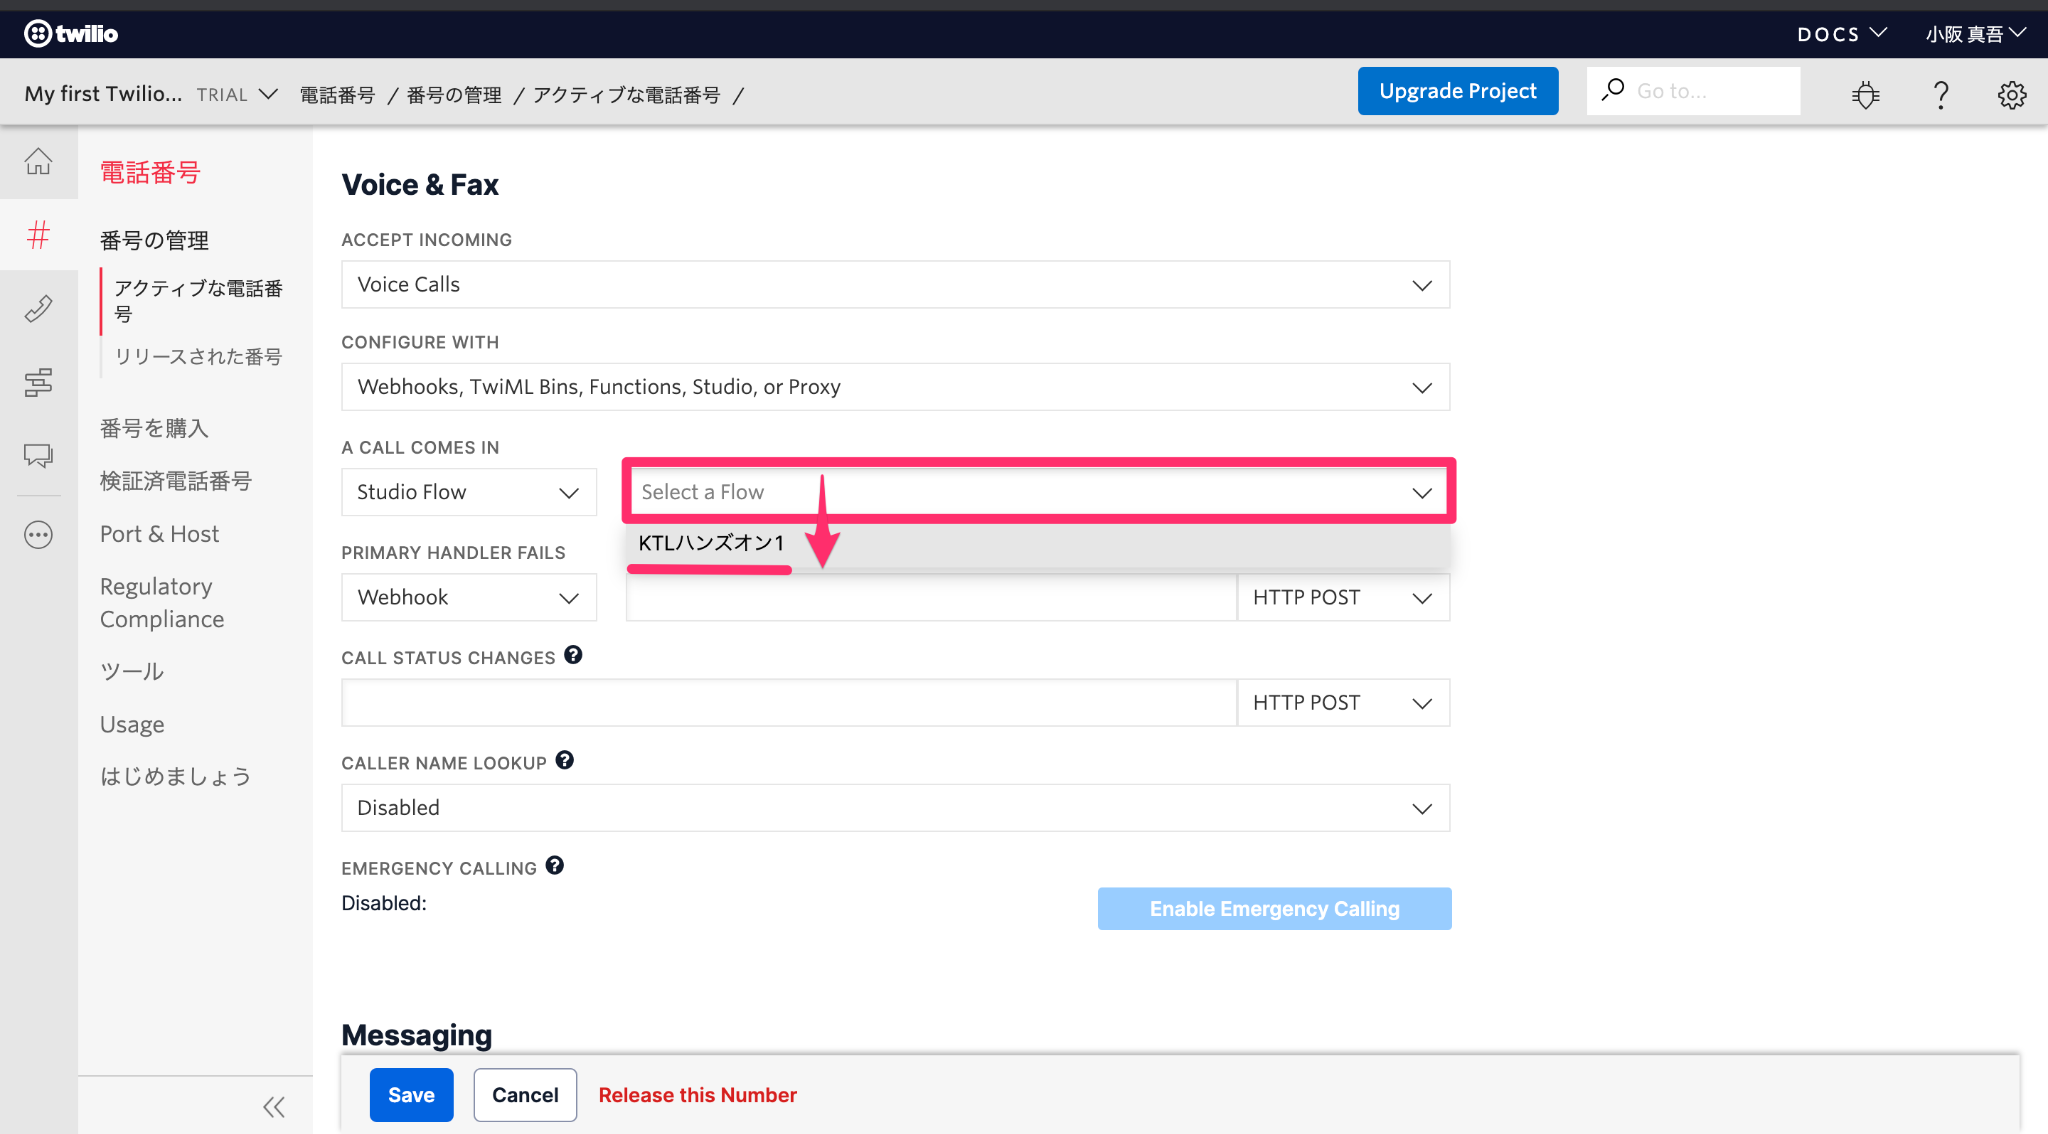 twilio
DOCS
小阪 真吾
My first Twilio... TRIAL
電話番号 / 番号の管理 / アクティブな電話番号 /
Upgrade Project
Go to...
電話番号
番号の管理
アクティブな電話番
号
リリースされた番号
番号を購入
検証済電話番号
Port & Host
Regulatory
Compliance
ツール
Usage
はじめましょう
Voice & Fax
ACCEPT INCOMING
Voice Calls
CONFIGURE WITH
Webhooks, TwiML Bins, Functions, Studio, or Proxy
A CALL COMES IN
Studio Flow
Select a Flow
KTLハンズオン1
PRIMARY HANDLER FAILS
Webhook
HTTP POST
CALL STATUS CHANGES
HTTP POST
CALLER NAME LOOKUP
Disabled
EMERGENCY CALLING
Disabled:
Enable Emergency Calling
Messaging
Save
Cancel
Release this Number